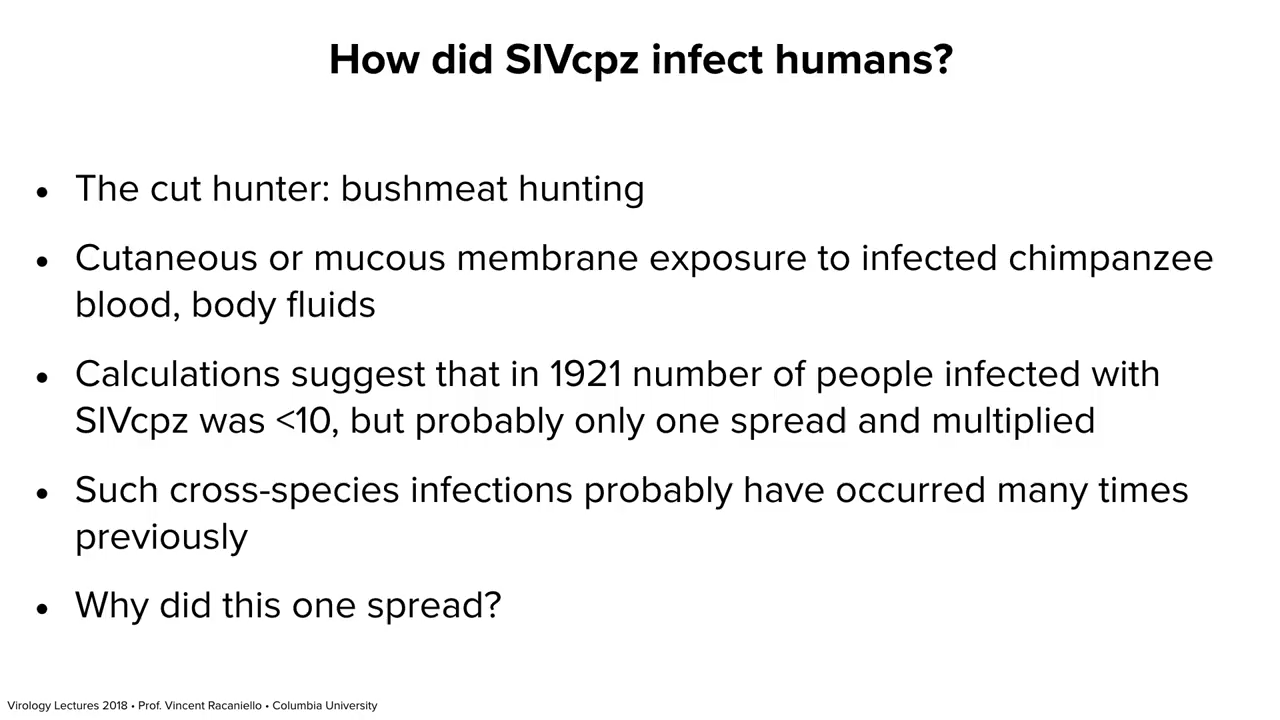 How did SIVcpz infect humans?
• The cut hunter: bushmeat hunting
• Cutaneous or mucous membrane exposure to infected chimpanzee
blood, body fluids
• Calculations suggest that in 1921 number of people infected with
SIVcpz was <10, but probably only one spread and multiplied
• Such cross-species infections probably have occurred many times
previously
• Why did this one spread?
Virology Lectures 2018 • Prof. Vincent Racaniello • Columbia University